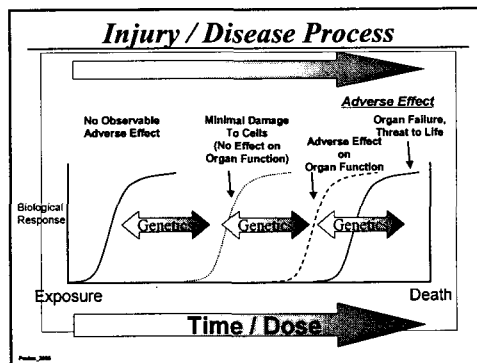 Injury / Disease Process
Adverse Effect
No Observable
Adverse Effect
Minimal Damage
To Cells
(No Effect on
Organ Function)
Adverse Effect
on
Organ Function
Organ Failure,
Threat to Life
Biological
Response
Genetics
Genetics
Genetics
Exposure
Death
Time / Dose